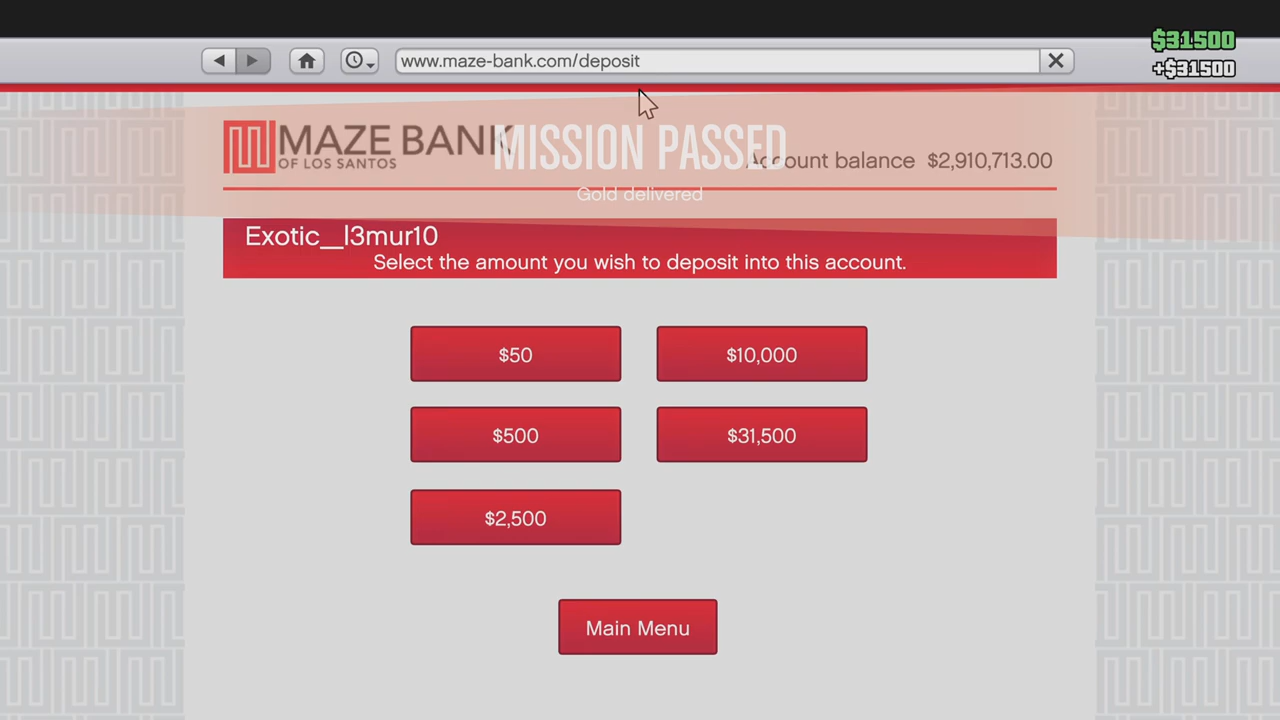 $31500
www.maze-bank.com/deposit
+$31500
MAZE BANK
OF LOS SANTOS
MISSION PASSED
Account balance $2,910,713.00
Gold delivered
Exotic__l3mur10
Select the amount you wish to deposit into this account.
$50
$10,000
$500
$31,500
$2,500
Main Menu